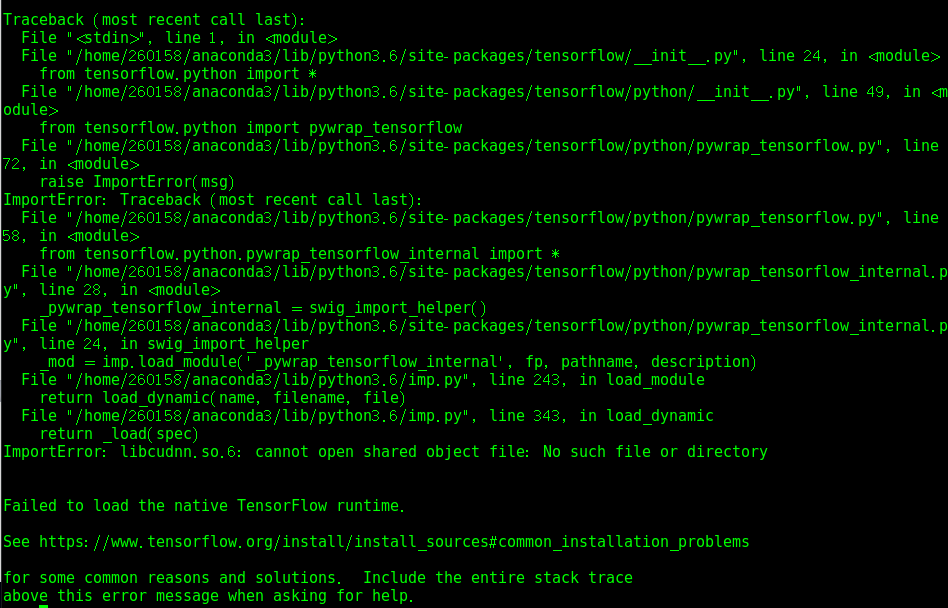 Traceback (most recent call last):
  File "<stdin>", line 1, in <module>
  File "/home/260158/anaconda3/lib/python3.6/site-packages/tensorflow/__init__.py", line 24, in <module>
    from tensorflow.python import *
  File "/home/260158/anaconda3/lib/python3.6/site-packages/tensorflow/python/__init__.py", line 49, in <m
odule>
    from tensorflow.python import pywrap_tensorflow
  File "/home/260158/anaconda3/lib/python3.6/site-packages/tensorflow/python/pywrap_tensorflow.py", line
72, in <module>
    raise ImportError(msg)
ImportError: Traceback (most recent call last):
  File "/home/260158/anaconda3/lib/python3.6/site-packages/tensorflow/python/pywrap_tensorflow.py", line
58, in <module>
    from tensorflow.python.pywrap_tensorflow_internal import *
  File "/home/260158/anaconda3/lib/python3.6/site-packages/tensorflow/python/pywrap_tensorflow_internal.p
y", line 28, in <module>
    _pywrap_tensorflow_internal = swig_import_helper()
  File "/home/260158/anaconda3/lib/python3.6/site-packages/tensorflow/python/pywrap_tensorflow_internal.p
y", line 24, in swig_import_helper
    _mod = imp.load_module('_pywrap_tensorflow_internal', fp, pathname, description)
  File "/home/260158/anaconda3/lib/python3.6/imp.py", line 243, in load_module
    return load_dynamic(name, filename, file)
  File "/home/260158/anaconda3/lib/python3.6/imp.py", line 343, in load_dynamic
    return _load(spec)
ImportError: libcudnn.so.6: cannot open shared object file: No such file or directory
Failed to load the native TensorFlow runtime.
See https://www.tensorflow.org/install/install_sources#common_installation_problems
for some common reasons and solutions.  Include the entire stack trace
above this error message when asking for help.